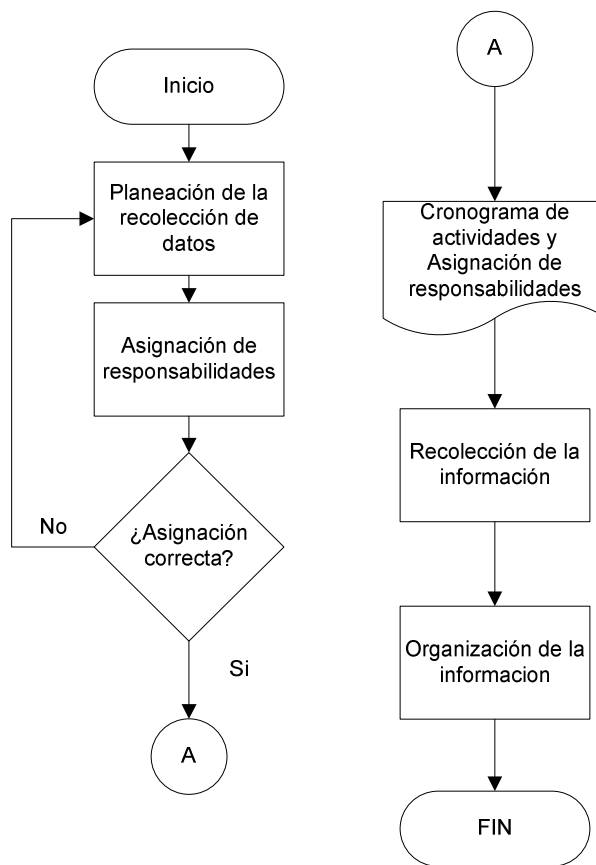 Inicio
Planeación de la
recolección de
datos
Asignación de
responsabilidades
¿Asignación
correcta?
No
Si
A
A
Cronograma de
actividades y
Asignación de
responsabilidades
Recolección de la
información
Organización de la
informacion
FIN